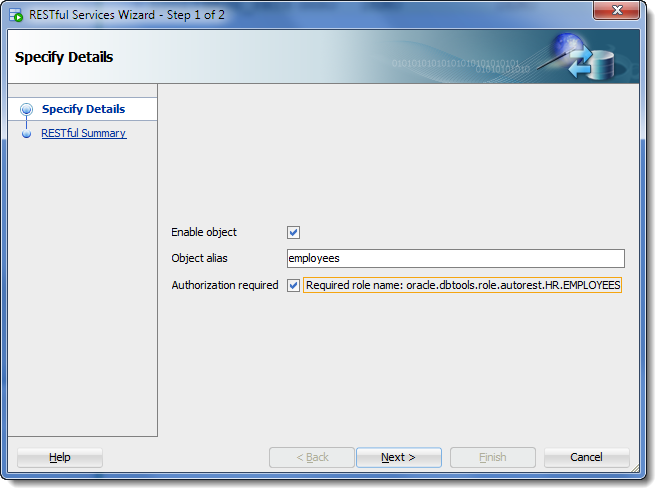 RESTful Services Wizard - Step 1 of 2
Specify Details
Specify Details
RESTful Summary
Enable object
Object alias employees
Authorization required Required role name: oracle.dbtools.role.autorest.HR.EMPLOYEES
Help < Back Next > Finish Cancel